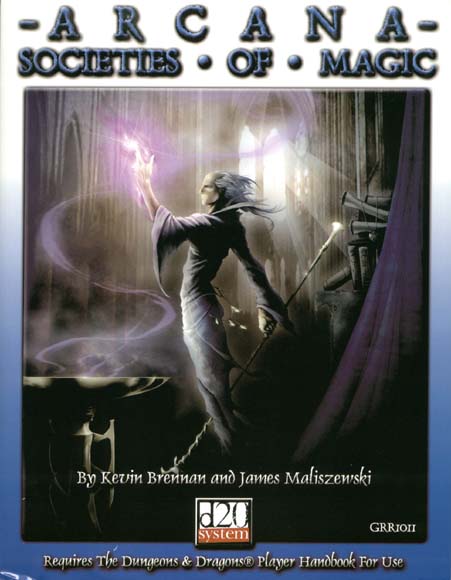 -ARCANA-
SOCIETIES • OF • MAGIC
By Kevin Brennan and James Maliszewski
d20
system
GRR1011
Requires The Dungeons & Dragons® Player Handbook For Use